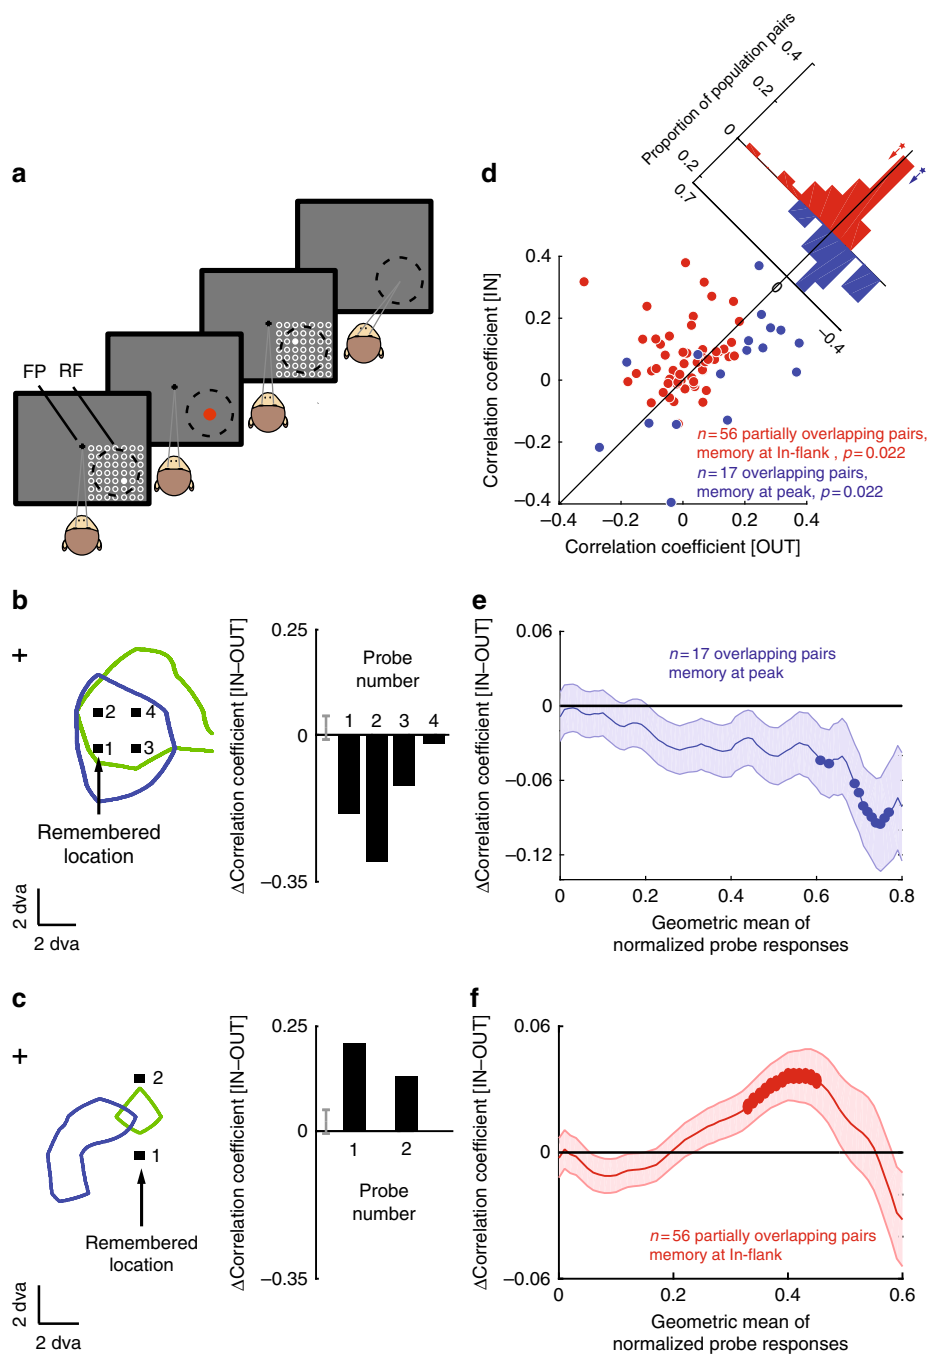 a
FP RF
b
+
2 4
1 3
Remembered
location
2 dva
2 dva
ΔCorrelation coefficient [IN–OUT]
0.25
0
−0.35
Probe
number
1 2 3 4
c
+
2
1
Remembered
location
2 dva
2 dva
ΔCorrelation coefficient [IN–OUT]
0.25
0
−0.35
1 2
Probe
number
d
Proportion of population pairs
0.4
0.2
0
0.2
0.7
0
−0.4
Correlation coefficient [IN]
0.4
0.2
0
−0.2
−0.4
n=56 partially overlapping pairs,
memory at In-flank , p=0.022
n=17 overlapping pairs,
memory at peak, p=0.022
−0.4 −0.2 0 0.2 0.4
Correlation coefficient [OUT]
e
ΔCorrelation coefficient [IN–OUT]
0.06
0
−0.06
−0.12
n=17 overlapping pairs
memory at peak
0 0.2 0.4 0.6 0.8
Geometric mean of
normalized probe responses
f
ΔCorrelation coefficient [IN–OUT]
0.06
0
−0.06
n=56 partially overlapping pairs
memory at In-flank
0 0.2 0.4 0.6
Geometric mean of
normalized probe responses